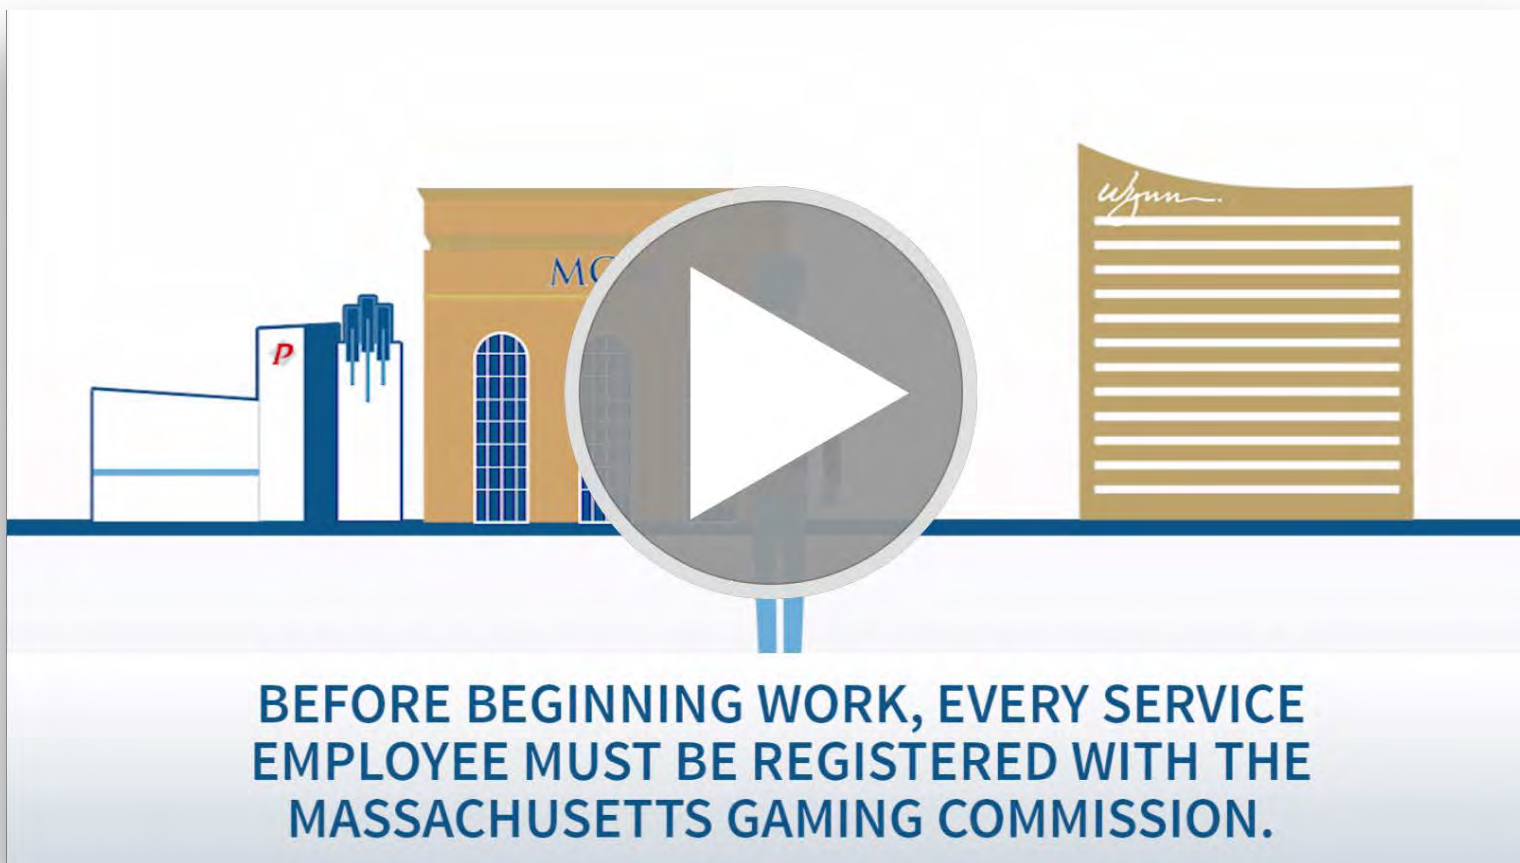 wynn.
P
BEFORE BEGINNING WORK, EVERY SERVICE
EMPLOYEE MUST BE REGISTERED WITH THE
MASSACHUSETTS GAMING COMMISSION.